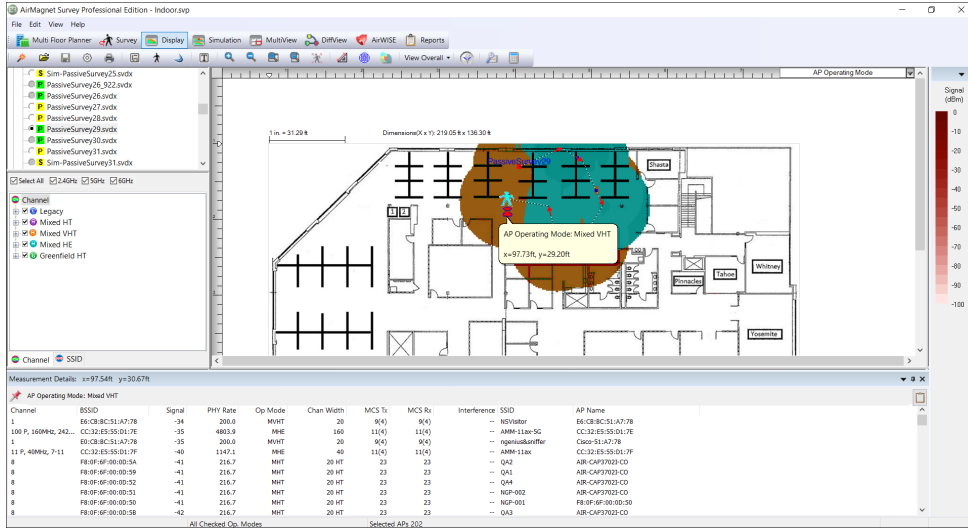 AirMagnet Survey Professional Edition - Indoor.svp
File Edit View Help
Multi Floor Planner Survey Display Simulation MultiView DiffView AirWISE Reports
View Overall
S Sim-PassiveSurvey25.svdx
P PassiveSurvey26_922.svdx
P PassiveSurvey26.svdx
P PassiveSurvey27.svdx
P PassiveSurvey28.svdx
P PassiveSurvey29.svdx
P PassiveSurvey30.svdx
P PassiveSurvey31.svdx
S Sim-PassiveSurvey31.svdx
Select All 2.4GHz 5GHz 6GHz
Channel
Legacy
Mixed HT
Mixed VHT
Mixed HE
Greenfield HT
Channel SSID
AP Operating Mode
1 in. = 31.29 ft Dimensions(X x Y): 219.05 ft x 136.30 ft
PassiveSurvey29
Shasta
1 2
AP Operating Mode: Mixed VHT
x=97.73ft, y=29.20ft
Whitney
Tahoe
Pinnacles
Yosemite
Signal
(dBm)
0
-10
-20
-30
-40
-50
-60
-70
-80
-90
-100
Measurement Details: x=97.54ft y=30.67ft
AP Operating Mode: Mixed VHT
Channel BSSID Signal PHY Rate Op Mode Chan Width MCS Tx MCS Rx Interference SSID AP Name
1 E6:CB:BC:51:A7:78 -34 200.0 MVHT 20 9(4) 9(4) -- NSVisitor E6:CB:BC:51:A7:78
100 P, 160MHz, 242... CC:32:E5:55:D1:7E -35 4803.9 MHE 160 11(4) 11(4) -- AMM-11ax-5G CC:32:E5:55:D1:7E
1 E0:CB:BC:51:A7:78 -35 200.0 MVHT 20 9(4) 9(4) -- ngenius&sniffer Cisco-51:A7:78
11 P, 40MHz, 7-11 CC:32:E5:55:D1:7F -40 1147.1 MHE 40 11(4) 11(4) -- AMM-11ax CC:32:E5:55:D1:7F
8 F8:0F:6F:00:0D:5A -41 216.7 MHT 20 HT 23 23 -- QA2 AIR-CAP3702I-CO
8 F8:0F:6F:00:0D:59 -41 216.7 MHT 20 HT 23 23 -- QA1 AIR-CAP3702I-CO
8 F8:0F:6F:00:0D:52 -41 216.7 MHT 20 HT 23 23 -- QA4 AIR-CAP3702I-CO
8 F8:0F:6F:00:0D:51 -41 216.7 MHT 20 HT 23 23 -- NGP-002 AIR-CAP3702I-CO
8 F8:0F:6F:00:0D:50 -41 216.7 MHT 20 HT 23 23 -- NGP-001 F8:0F:6F:00:0D:50
8 F8:0F:6F:00:0D:5B -42 216.7 MHT 20 HT 23 23 -- QA3 AIR-CAP3702I-CO
All Checked Op. Modes Selected APs 202